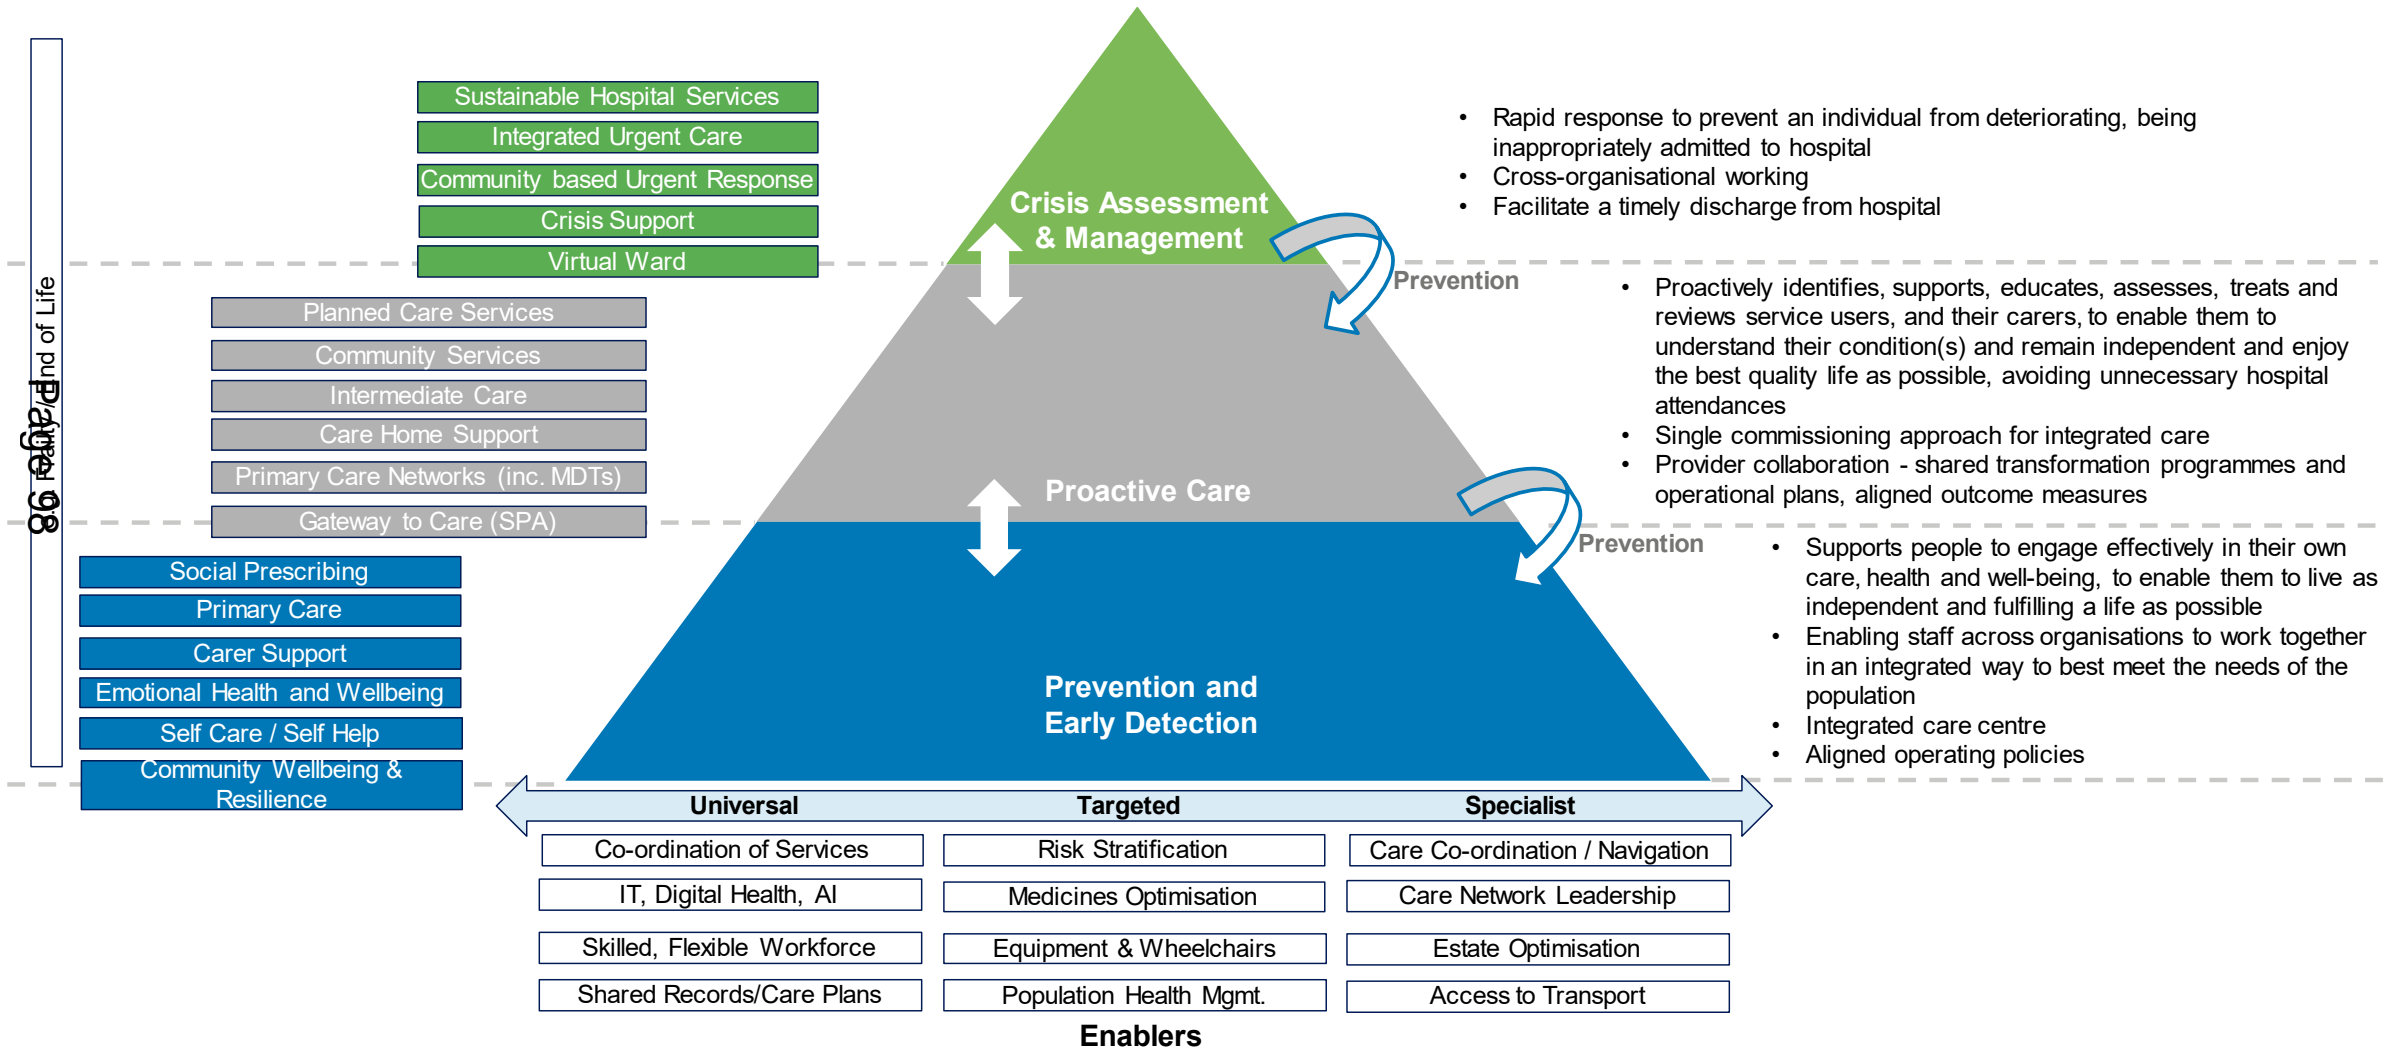 Sustainable Hospital Services
Integrated Urgent Care
Community based Urgent Response
Crisis Support
Virtual Ward
Planned Care Services
Community Services
Intermediate Care
Care Home Support
Primary Care Networks (inc. MDTs)
Gateway to Care (SPA)
Social Prescribing
Primary Care
Carer Support
Emotional Health and Wellbeing
Self Care / Self Help
Community Wellbeing &
Resilience
Page 98
Frailty / End of Life
Crisis Assessment
& Management
Proactive Care
Prevention and
Early Detection
Prevention
Prevention
• Rapid response to prevent an individual from deteriorating, being
inappropriately admitted to hospital
• Cross-organisational working
• Facilitate a timely discharge from hospital
• Proactively identifies, supports, educates, assesses, treats and
reviews service users, and their carers, to enable them to
understand their condition(s) and remain independent and enjoy
the best quality life as possible, avoiding unnecessary hospital
attendances
• Single commissioning approach for integrated care
• Provider collaboration - shared transformation programmes and
operational plans, aligned outcome measures
• Supports people to engage effectively in their own
care, health and well-being, to enable them to live as
independent and fulfilling a life as possible
• Enabling staff across organisations to work together
in an integrated way to best meet the needs of the
population
• Integrated care centre
• Aligned operating policies
Universal Targeted Specialist
Co-ordination of Services
Risk Stratification
Care Co-ordination / Navigation
IT, Digital Health, AI
Medicines Optimisation
Care Network Leadership
Skilled, Flexible Workforce
Equipment & Wheelchairs
Estate Optimisation
Shared Records/Care Plans
Population Health Mgmt.
Access to Transport
Enablers